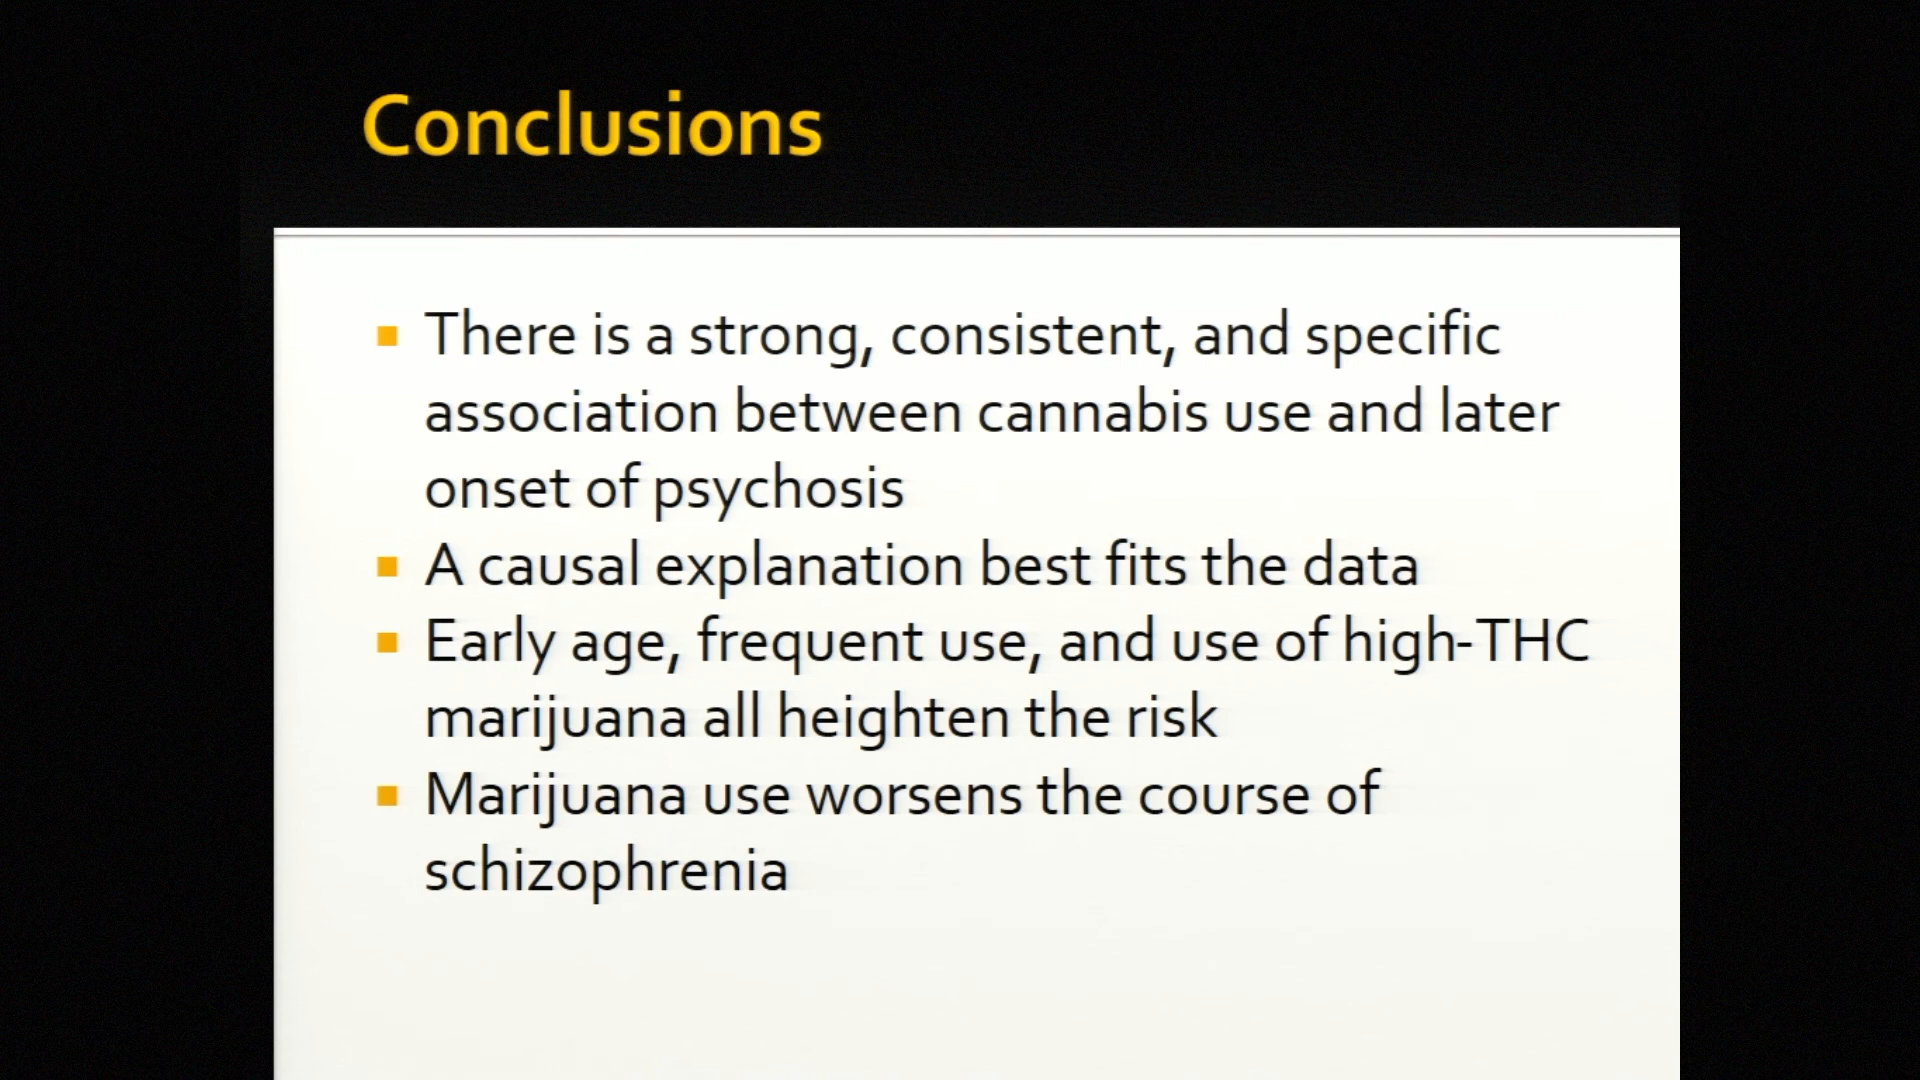 Conclusions
There is a strong, consistent, and specific
association between cannabis use and later
onset of psychosis
A causal explanation best fits the data
Early age, frequent use, and use of high-THC
marijuana all heighten the risk
Marijuana use worsens the course of
schizophrenia